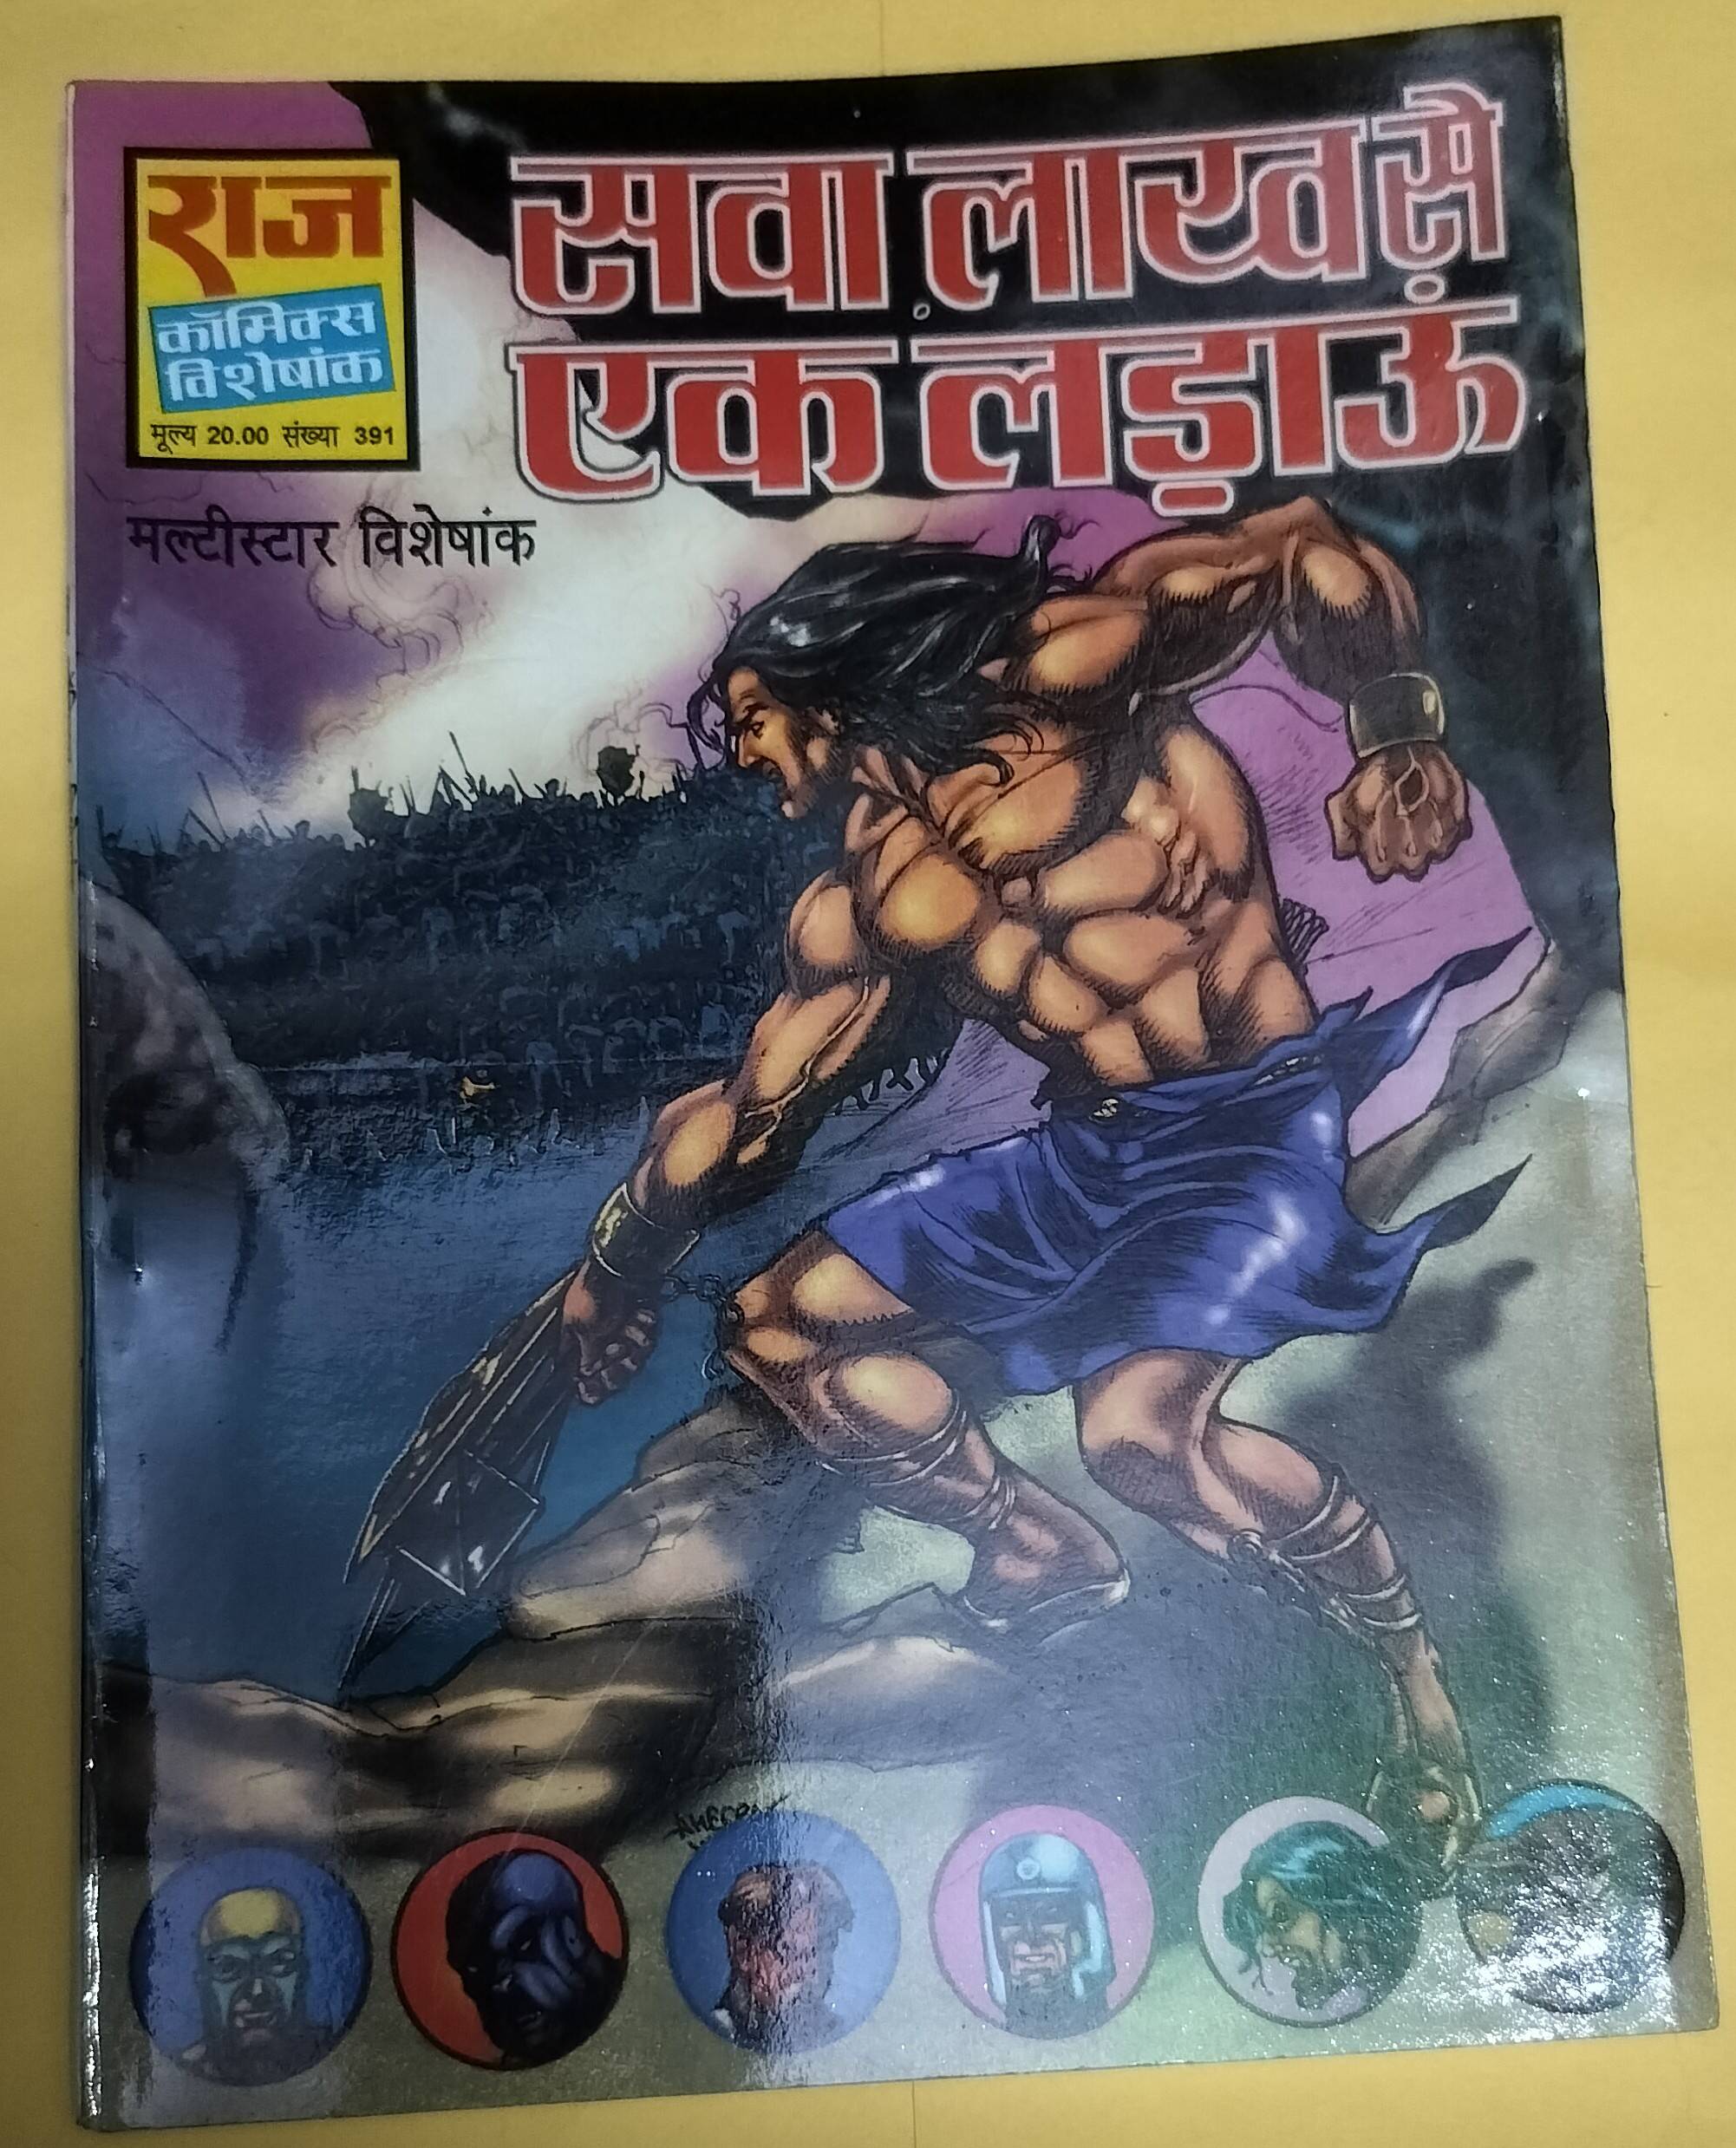 राज
कॉमिक्स
विशेषांक
मूल्य 20.00 संख्या 391
सवा लाख से
एक लड़ाऊं
मल्टीस्टार विशेषांक